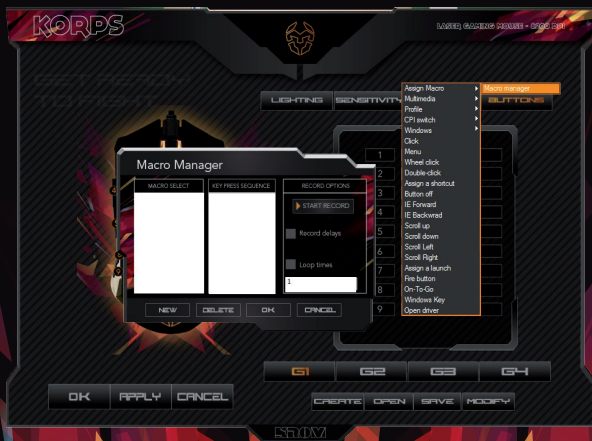 KORPS
LASER GAMING MOUSE - 8200 DPI
LIGHTING
SENSITIVITY
BUTTONS
Assign Macro
Macro manager
Multimedia
Profile
CPI switch
Windows
Click
Menu
Wheel click
Double-click
Assign a shortcut
Button off
IE Forward
IE Backwrad
Scroll up
Scroll down
Scroll Left
Scroll Right
Assign a launch
Fire button
On-To-Go
Windows Key
Open driver
1
2
3
4
5
6
7
8
9
Macro Manager
MACRO SELECT
KEY PRESS SEQUENCE
RECORD OPTIONS
START RECORD
Record delays
Loop times
1
NEW
DELETE
OK
CANCEL
G1
G2
G3
G4
OK
APPLY
CANCEL
CREATE
OPEN
SAVE
MODIFY
KROM